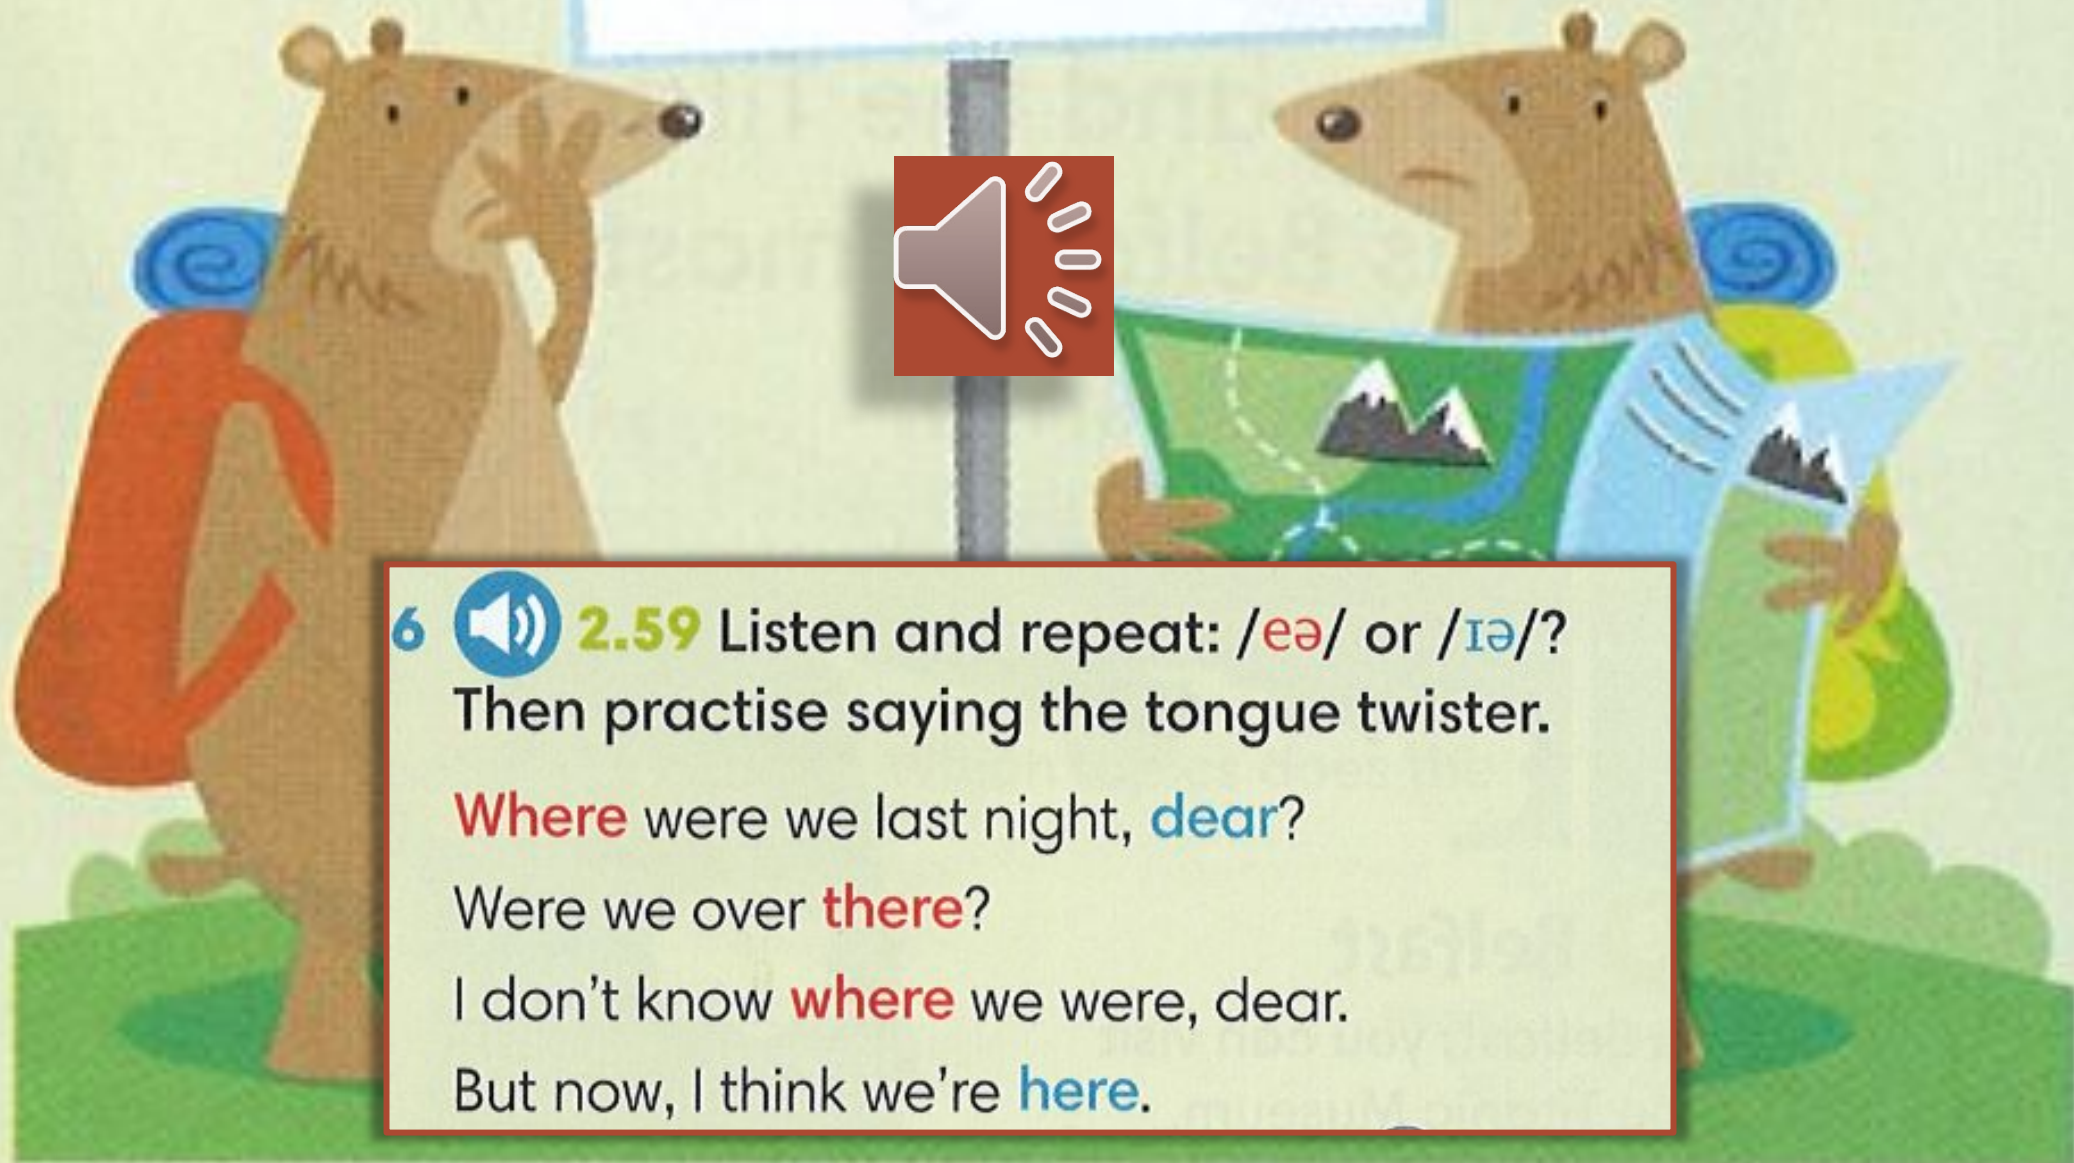 6 2.59 Listen and repeat: /eə/ or /ɪə/?
Then practise saying the tongue twister.
Where were we last night, dear?
Were we over there?
I don't know where we were, dear.
But now, I think we're here.